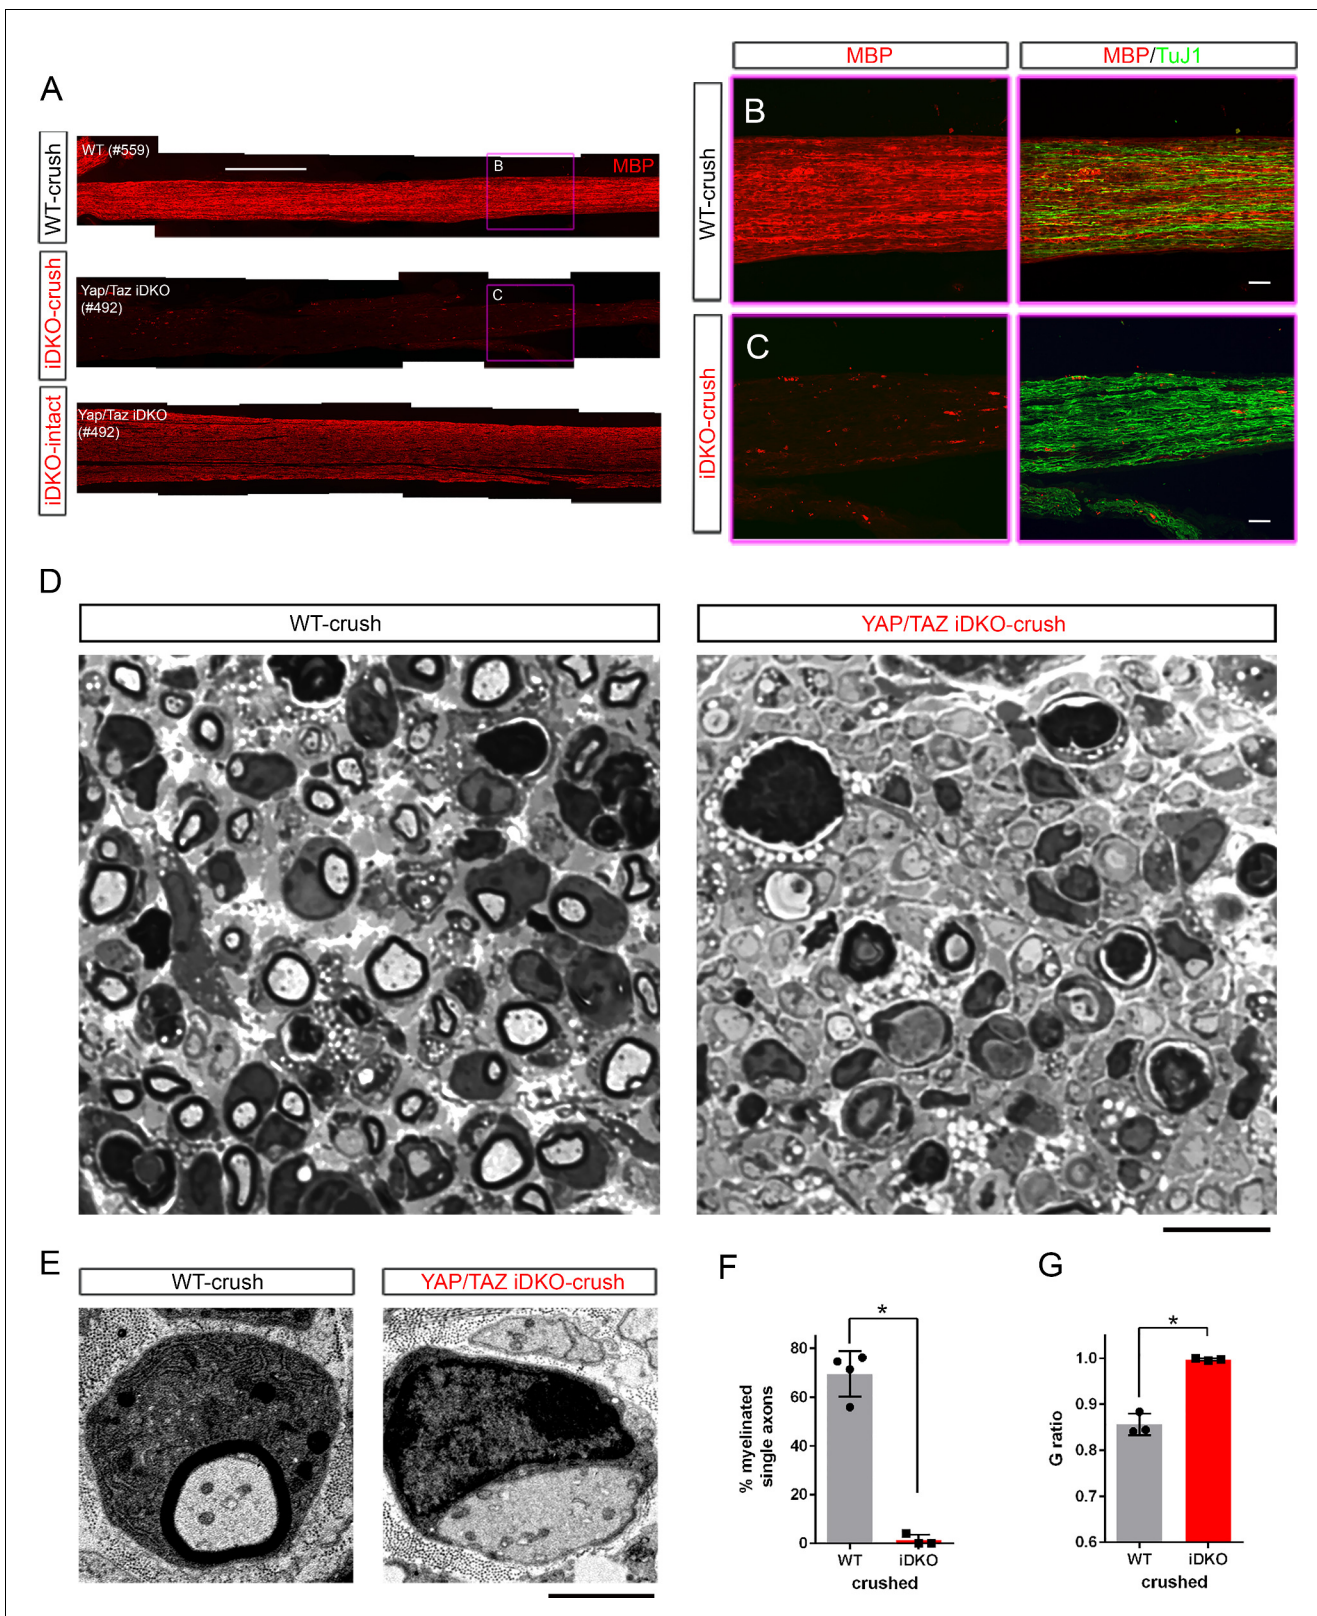 A
WT-crush
WT (#559)
MBP
B
iDKO-crush
Yap/Taz iDKO
(#492)
C
iDKO-intact
Yap/Taz iDKO
(#492)
MBP
MBP/TuJ1
WT-crush
B
iDKO-crush
C
D
WT-crush
YAP/TAZ iDKO-crush
E
WT-crush
YAP/TAZ iDKO-crush
F
*
% myelinated
single axons
80
60
40
20
0
WT
iDKO
crushed
G
*
G ratio
1.0
0.9
0.8
0.7
0.6
WT
iDKO
crushed